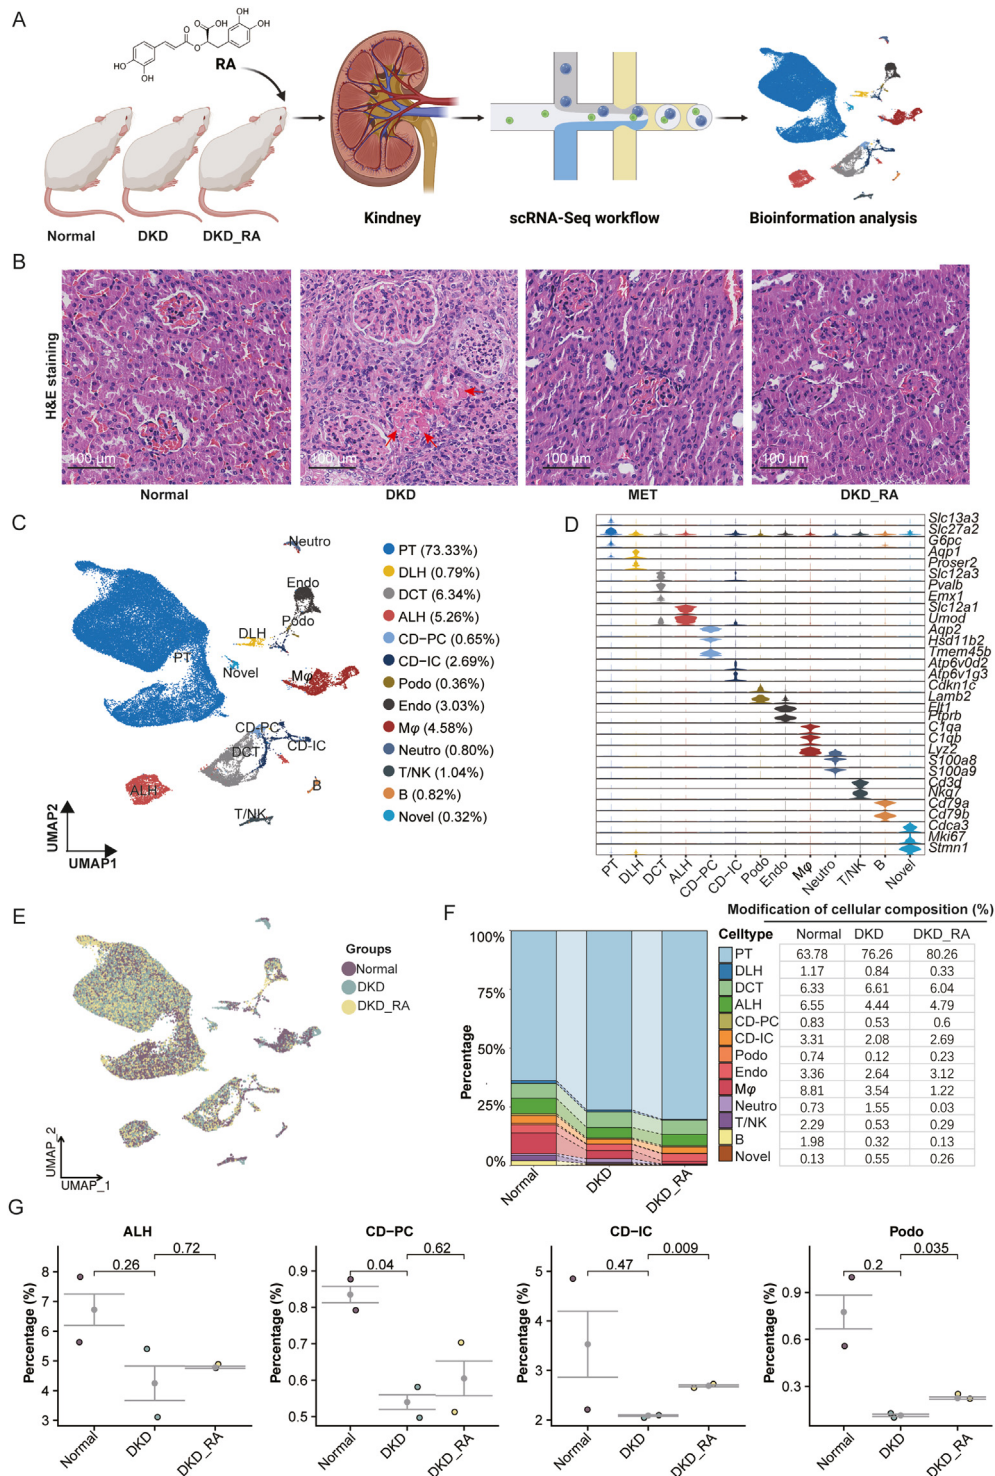 A
OH
O
OH
O
OH
O
OH
OH
RA
Normal
DKD
DKD_RA
Kindney
scRNA-Seq workflow
Bioinformation analysis
B
H&E staining
100 μm
100 μm
100 μm
100 μm
Normal
DKD
MET
DKD_RA
C
Neutro
Endo
Podo
DLH
PT
Novel
Mφ
CD-PC
CD-IC
DCT
ALH
B
T/NK
UMAP2
UMAP1
PT (73.33%)
DLH (0.79%)
DCT (6.34%)
ALH (5.26%)
CD-PC (0.65%)
CD-IC (2.69%)
Podo (0.36%)
Endo (3.03%)
Mφ (4.58%)
Neutro (0.80%)
T/NK (1.04%)
B (0.82%)
Novel (0.32%)
D
Slc13a3
Slc27a2
G6pc
Aqp1
Proser2
Slc12a3
Pvalb
Emx1
Slc12a1
Umod
Aqp2
Hsd11b2
Tmem45b
Atp6v0d2
Atp6v1g3
Cdkn1c
Lamb2
Flt1
Ptprb
C1qa
C1qb
Lyz2
S100a8
S100a9
Cd3d
Nkg7
Cd79a
Cd79b
Cdca3
Mki67
Stmn1
PT DLH DCT ALH CD-PC CD-IC Podo Endo Mφ Neutro T/NK B Novel
E
Groups
Normal
DKD
DKD_RA
UMAP_2
UMAP_1
F
Percentage
100%
75%
50%
25%
0%
Normal
DKD
DKD_RA
Modification of cellular composition (%)
Celltype Normal DKD DKD_RA
PT 63.78 76.26 80.26
DLH 1.17 0.84 0.33
DCT 6.33 6.61 6.04
ALH 6.55 4.44 4.79
CD-PC 0.83 0.53 0.6
CD-IC 3.31 2.08 2.69
Podo 0.74 0.12 0.23
Endo 3.36 2.64 3.12
Mφ 8.81 3.54 1.22
Neutro 0.73 1.55 0.03
T/NK 2.29 0.53 0.29
B 1.98 0.32 0.13
Novel 0.13 0.55 0.26
G
ALH
0.72
0.26
Percentage (%)
8
7
6
5
4
3
Normal
DKD
DKD_RA
CD-PC
0.62
0.04
Percentage (%)
0.9
0.8
0.7
0.6
0.5
Normal
DKD
DKD_RA
CD-IC
0.009
0.47
Percentage (%)
5
4
3
2
Normal
DKD
DKD_RA
Podo
0.035
0.2
Percentage (%)
0.9
0.6
0.3
Normal
DKD
DKD_RA